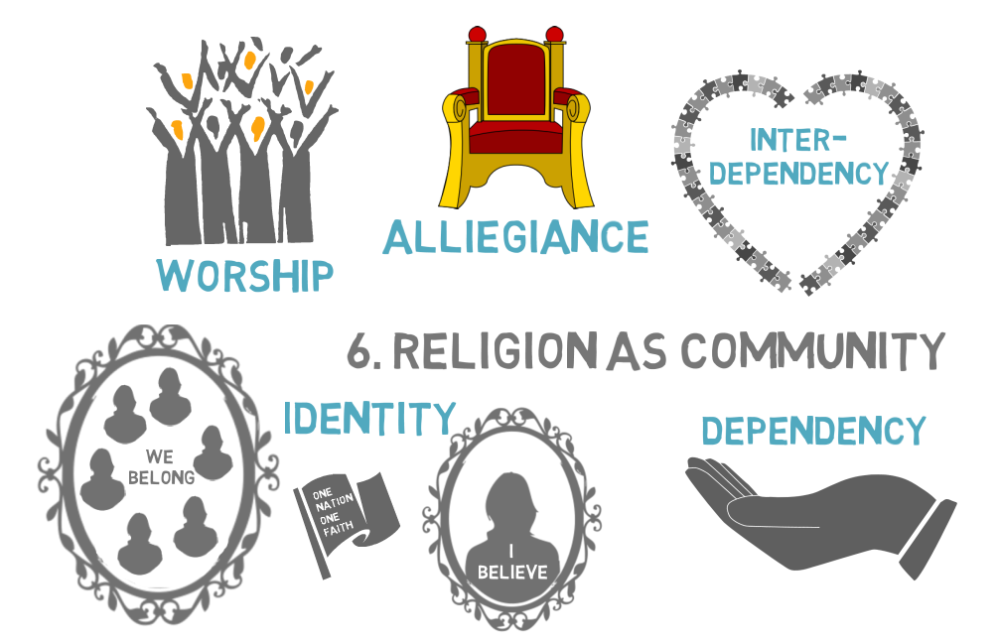 WORSHIP
ALLIEGIANCE
INTER-
DEPENDENCY
6. RELIGION AS COMMUNITY
WE
BELONG
IDENTITY
ONE
NATION
ONE
FAITH
I
BELIEVE
DEPENDENCY